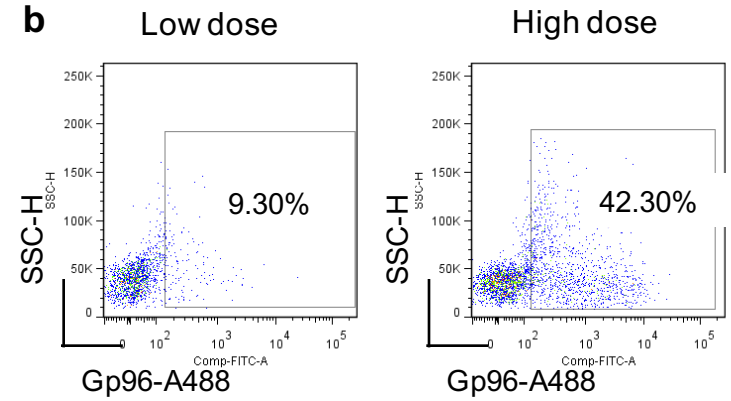 b
Low dose
High dose
250K
200K
150K
100K
50K
0
SSC-H
SSC-H
9.30%
0
10^2
10^3
10^4
10^5
Comp-FITC-A
Gp96-A488
250K
200K
150K
100K
50K
0
SSC-H
SSC-H
42.30%
0
10^2
10^3
10^4
10^5
Comp-FITC-A
Gp96-A488